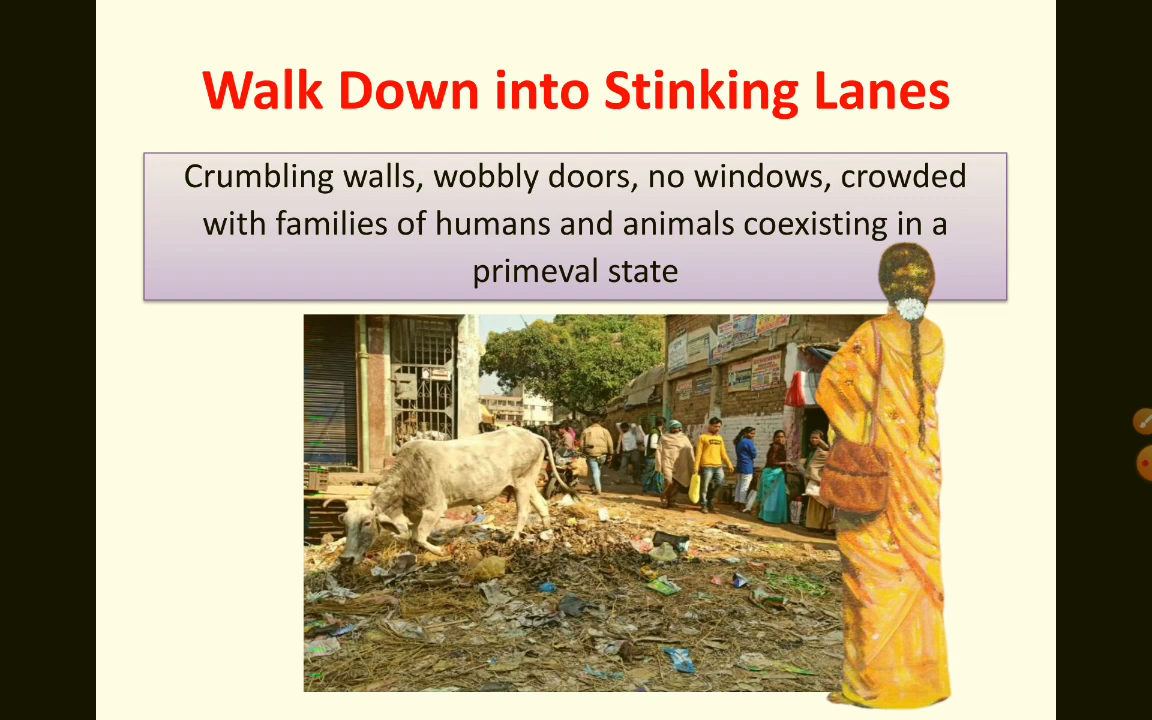 Walk Down into Stinking Lanes
Crumbling walls, wobbly doors, no windows, crowded
with families of humans and animals coexisting in a
primeval state